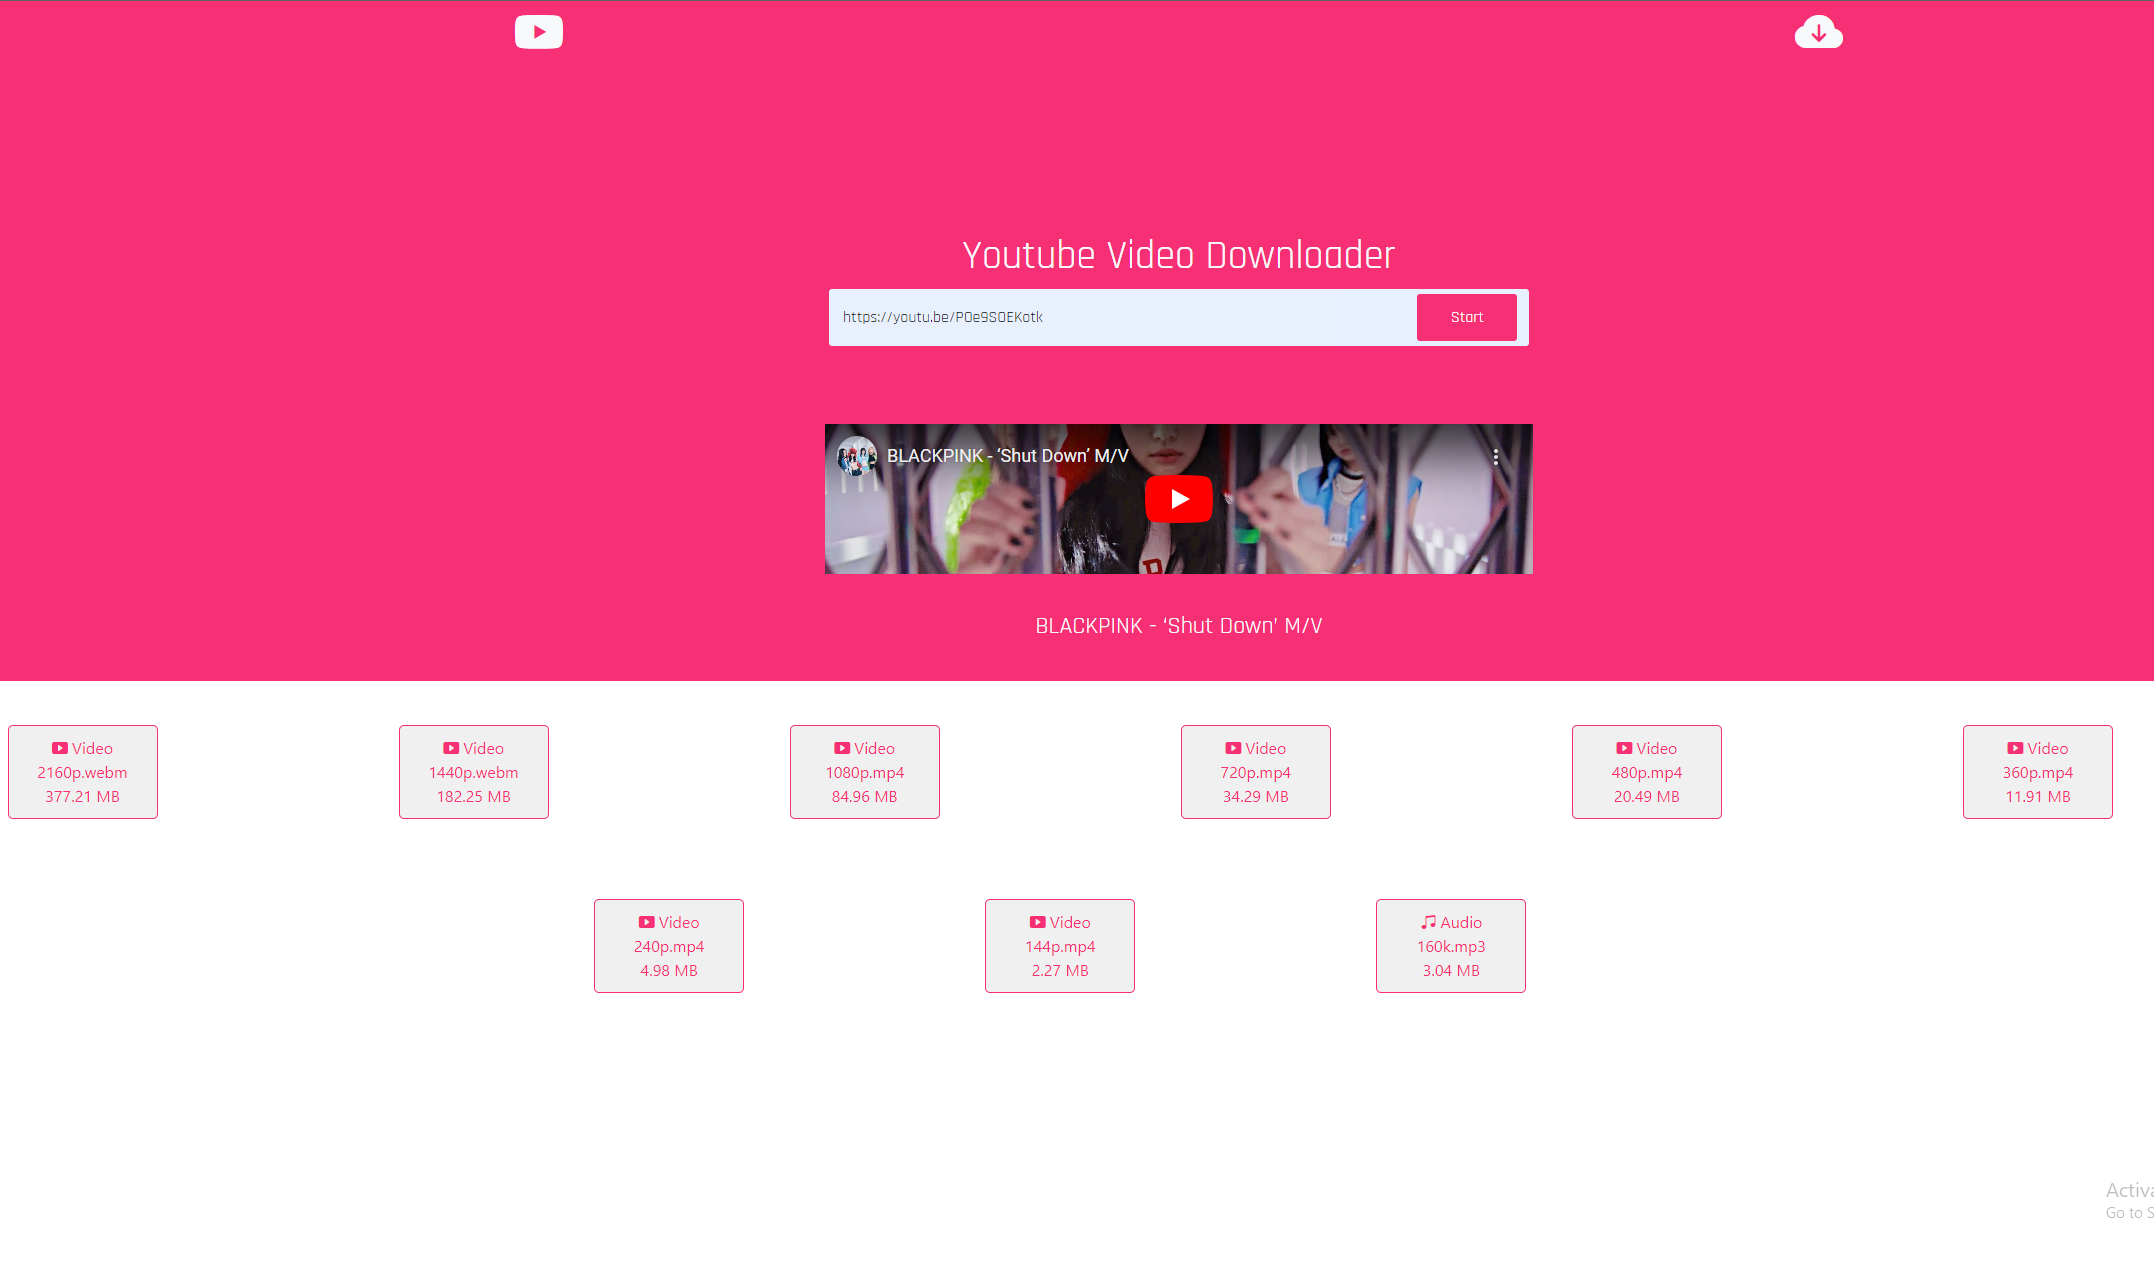 Youtube Video Downloader
https://youtu.be/POe9SOEKotk
Start
BLACKPINK - ‘Shut Down’ M/V
BLACKPINK - ‘Shut Down’ M/V
Video
2160p.webm
377.21 MB
Video
1440p.webm
182.25 MB
Video
1080p.mp4
84.96 MB
Video
720p.mp4
34.29 MB
Video
480p.mp4
20.49 MB
Video
360p.mp4
11.91 MB
Video
240p.mp4
4.98 MB
Video
144p.mp4
2.27 MB
Audio
160k.mp3
3.04 MB
Activa
Go to S